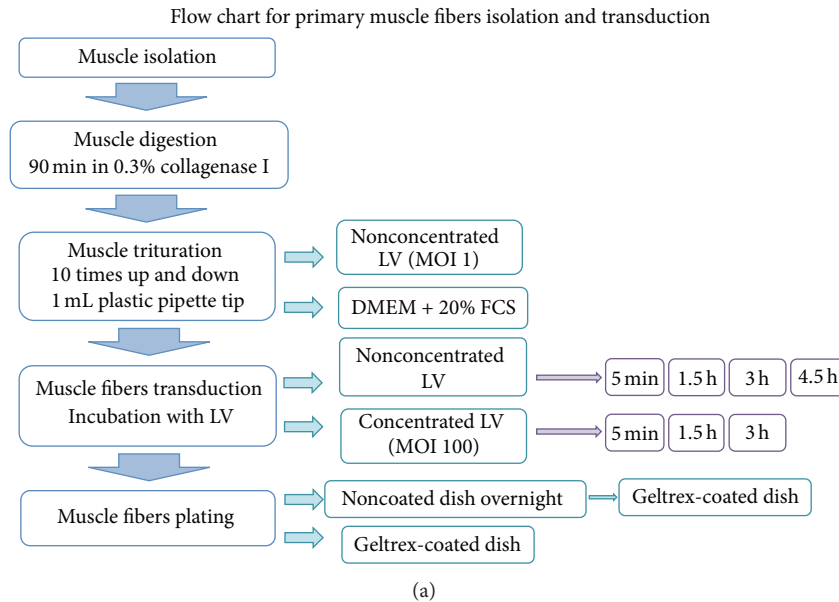 Flow chart for primary muscle fibers isolation and transduction
Muscle isolation
Muscle digestion
90 min in 0.3% collagenase I
Muscle trituration
10 times up and down
1 mL plastic pipette tip
Nonconcentrated
LV (MOI 1)
DMEM + 20% FCS
Muscle fibers transduction
Incubation with LV
Nonconcentrated
LV
5 min
1.5 h
3 h
4.5 h
Concentrated LV
(MOI 100)
5 min
1.5 h
3 h
Muscle fibers plating
Noncoated dish overnight
Geltrex-coated dish
Geltrex-coated dish
(a)